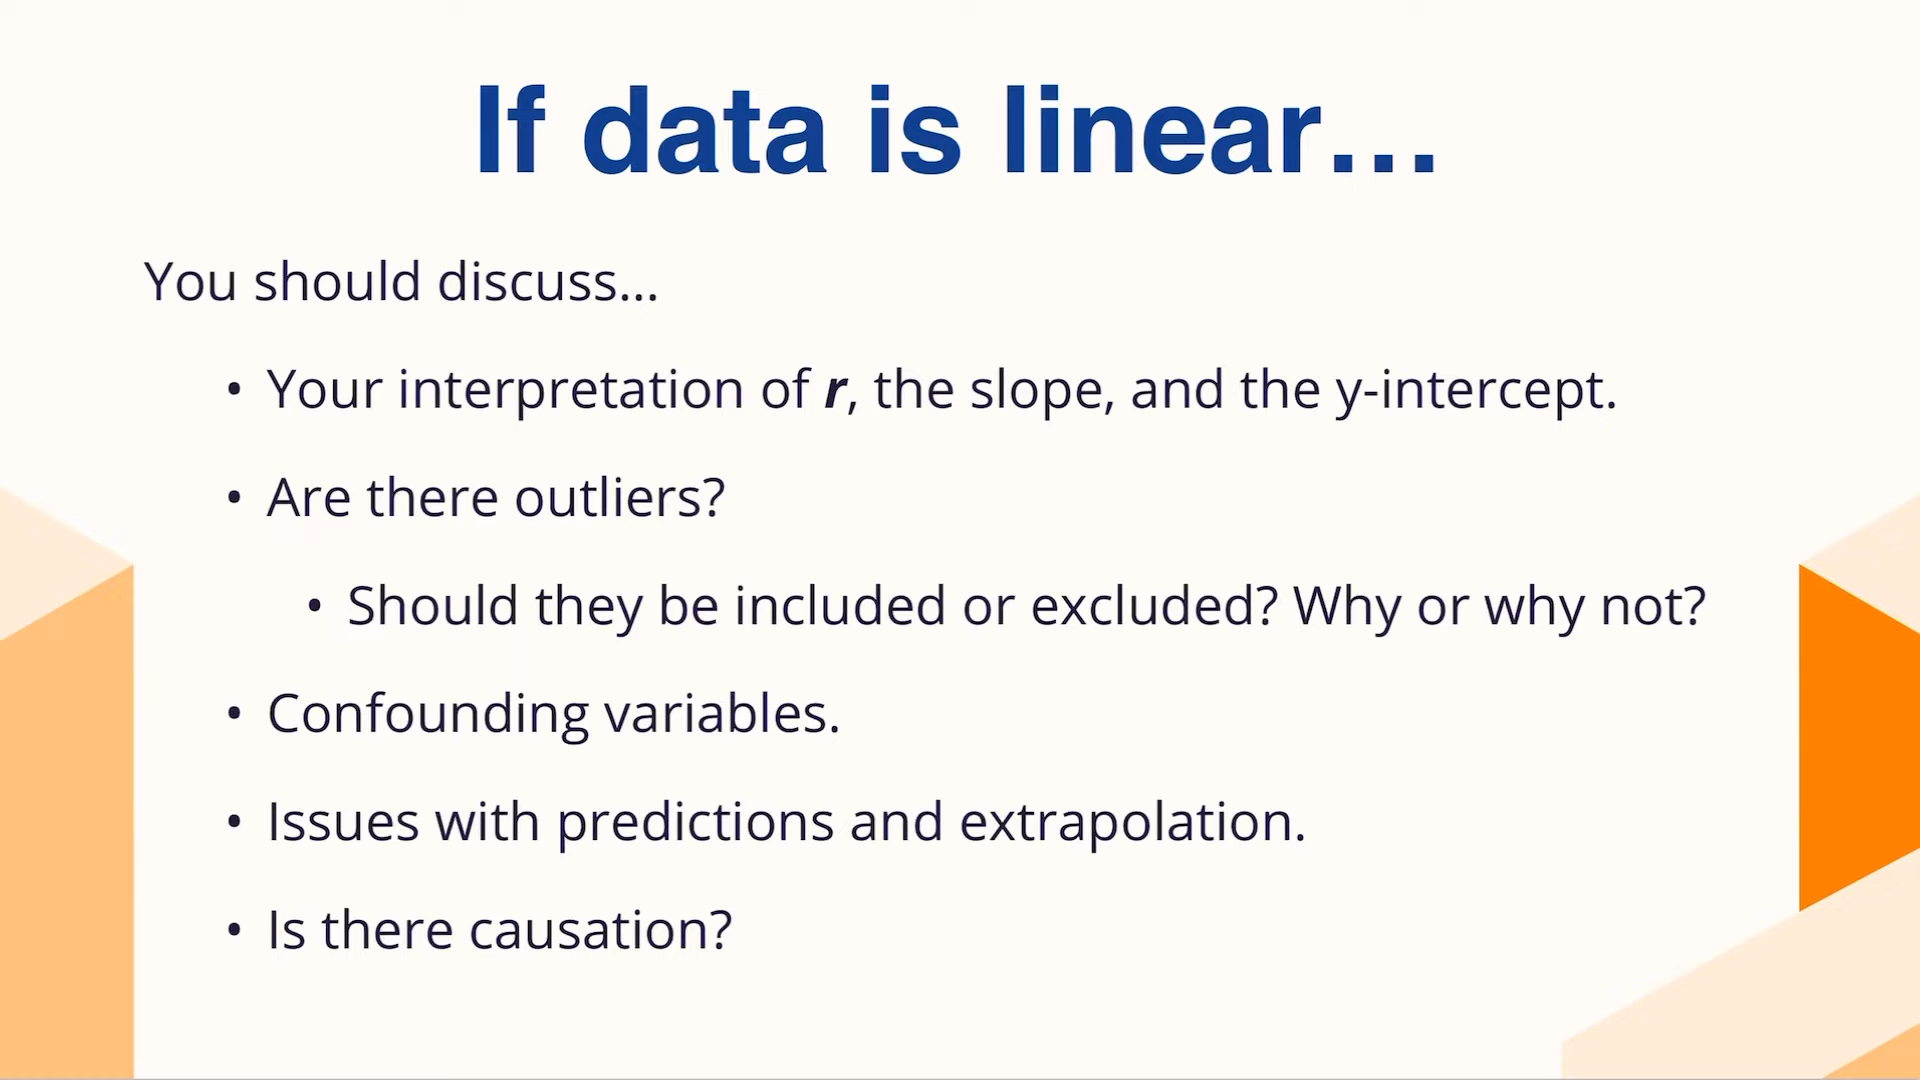 If data is linear…
You should discuss…
• Your interpretation of r, the slope, and the y-intercept.
• Are there outliers?
• Should they be included or excluded? Why or why not?
• Confounding variables.
• Issues with predictions and extrapolation.
• Is there causation?